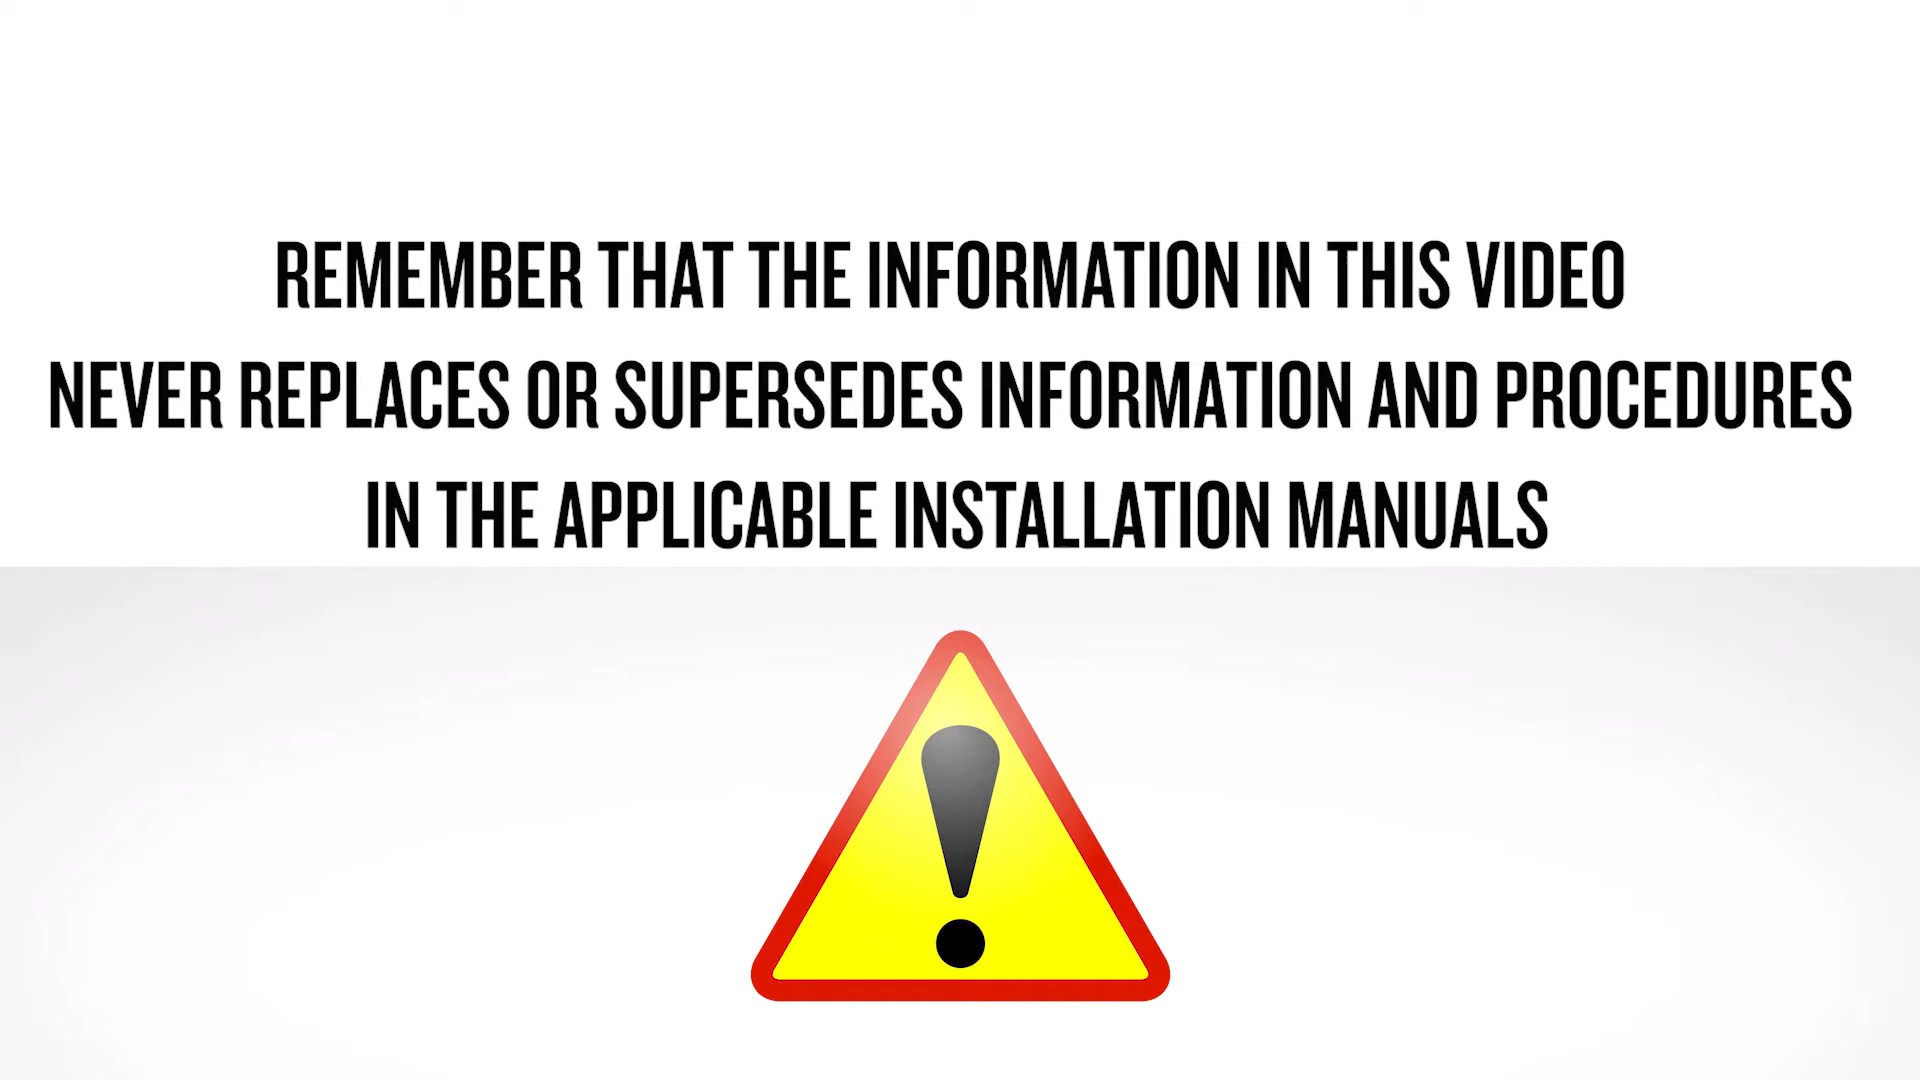 REMEMBER THAT THE INFORMATION IN THIS VIDEO
NEVER REPLACES OR SUPERSEDES INFORMATION AND PROCEDURES
IN THE APPLICABLE INSTALLATION MANUALS